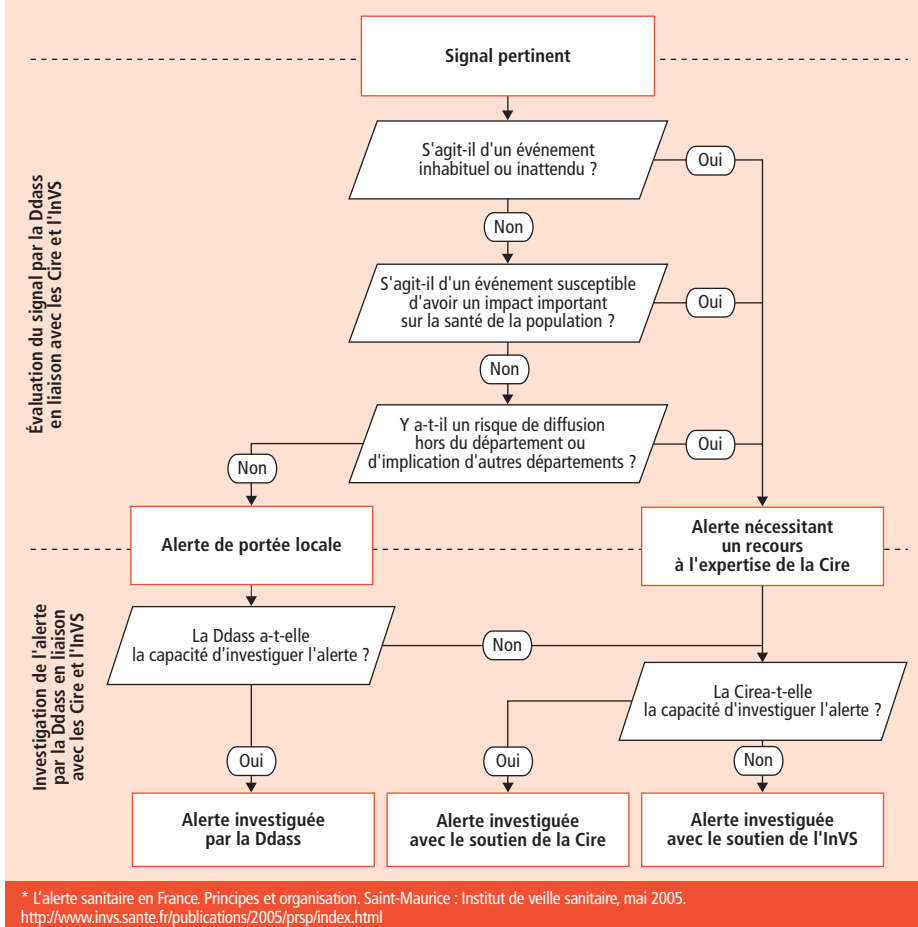 Signal pertinent
S'agit-il d'un événement
inhabituel ou inattendu ?
Oui
Non
S'agit-il d'un événement susceptible
d'avoir un impact important
sur la santé de la population ?
Oui
Non
Y a-t-il un risque de diffusion
hors du département ou
d'implication d'autres départements ?
Oui
Non
Évaluation du signal par la Ddass
en liaison avec les Cire et l'InVS
Alerte de portée locale
Alerte nécessitant
un recours
à l'expertise de la Cire
La Ddass a-t-elle
la capacité d'investiguer l'alerte ?
Non
La Cirea-t-elle
la capacité d'investiguer l'alerte ?
Oui
Oui
Non
Investigation de l'alerte
par la Ddass en liaison
avec les Cire et l'InVS
Alerte investiguée
par la Ddass
Alerte investiguée
avec le soutien de la Cire
Alerte investiguée
avec le soutien de l'InVS
* L'alerte sanitaire en France. Principes et organisation. Saint-Maurice : Institut de veille sanitaire, mai 2005.
http://www.invs.sante.fr/publications/2005/prsp/index.html